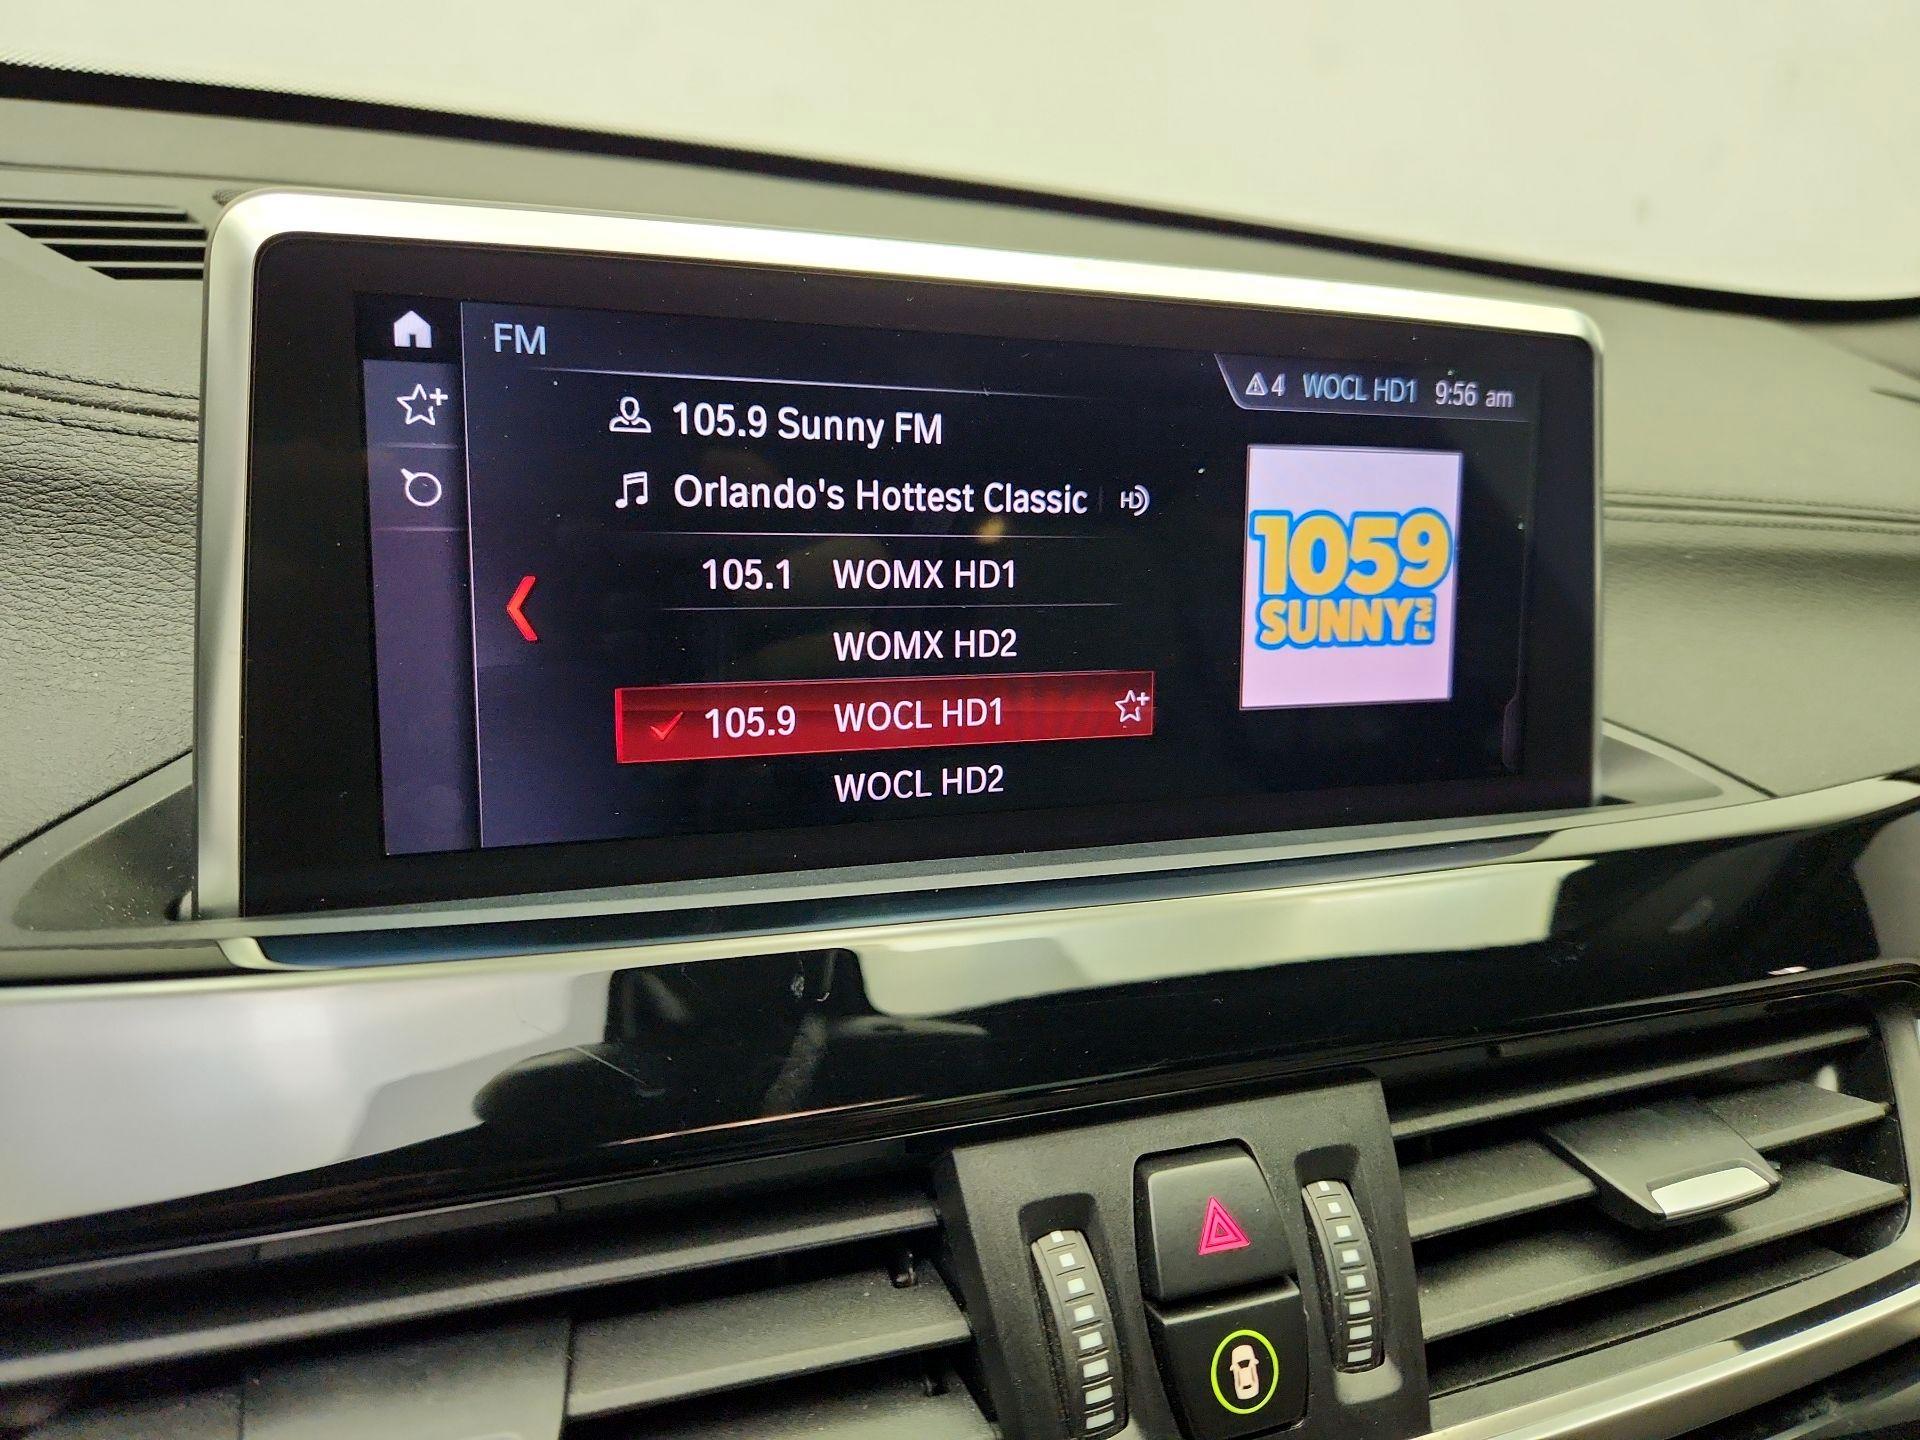 FM
4 WOCL HD1 9:56 am
105.9 Sunny FM
Orlando's Hottest Classic HD
105.1 WOMX HD1
WOMX HD2
105.9 WOCL HD1
WOCL HD2
1059
SUNNY FM